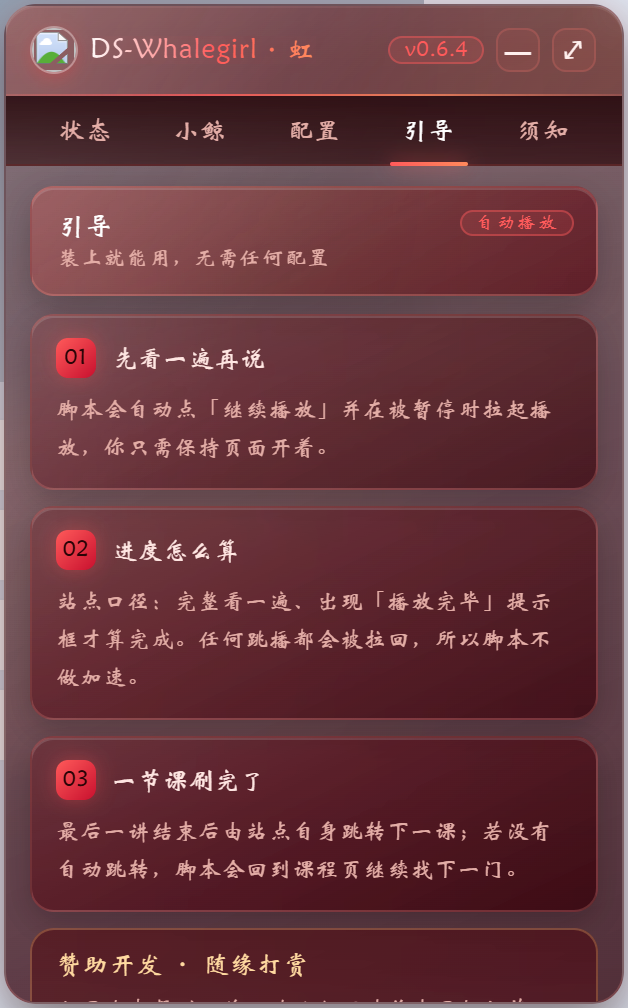 DS-Whalegirl · 虹
v0.6.4
状态 小鲸 配置 引导 须知
引导
自动播放
装上就能用，无需任何配置
01 先看一遍再说
脚本会自动点「继续播放」并在被暂停时拉起播
放，你只需保持页面开着。
02 进度怎么算
站点口径：完整看一遍、出现「播放完毕」提示
框才算完成。任何跳播都会被拉回，所以脚本不
做加速。
03 一节课刷完了
最后一讲结束后由站点自身跳转下一课；若没有
自动跳转，脚本会回到课程页继续找下一门。
赞助开发 · 随缘打赏